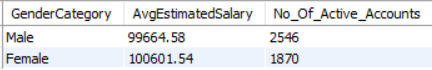 GenderCategory AvgEstimatedSalary No_Of_Active_Accounts
Male 99664.58 2546
Female 100601.54 1870